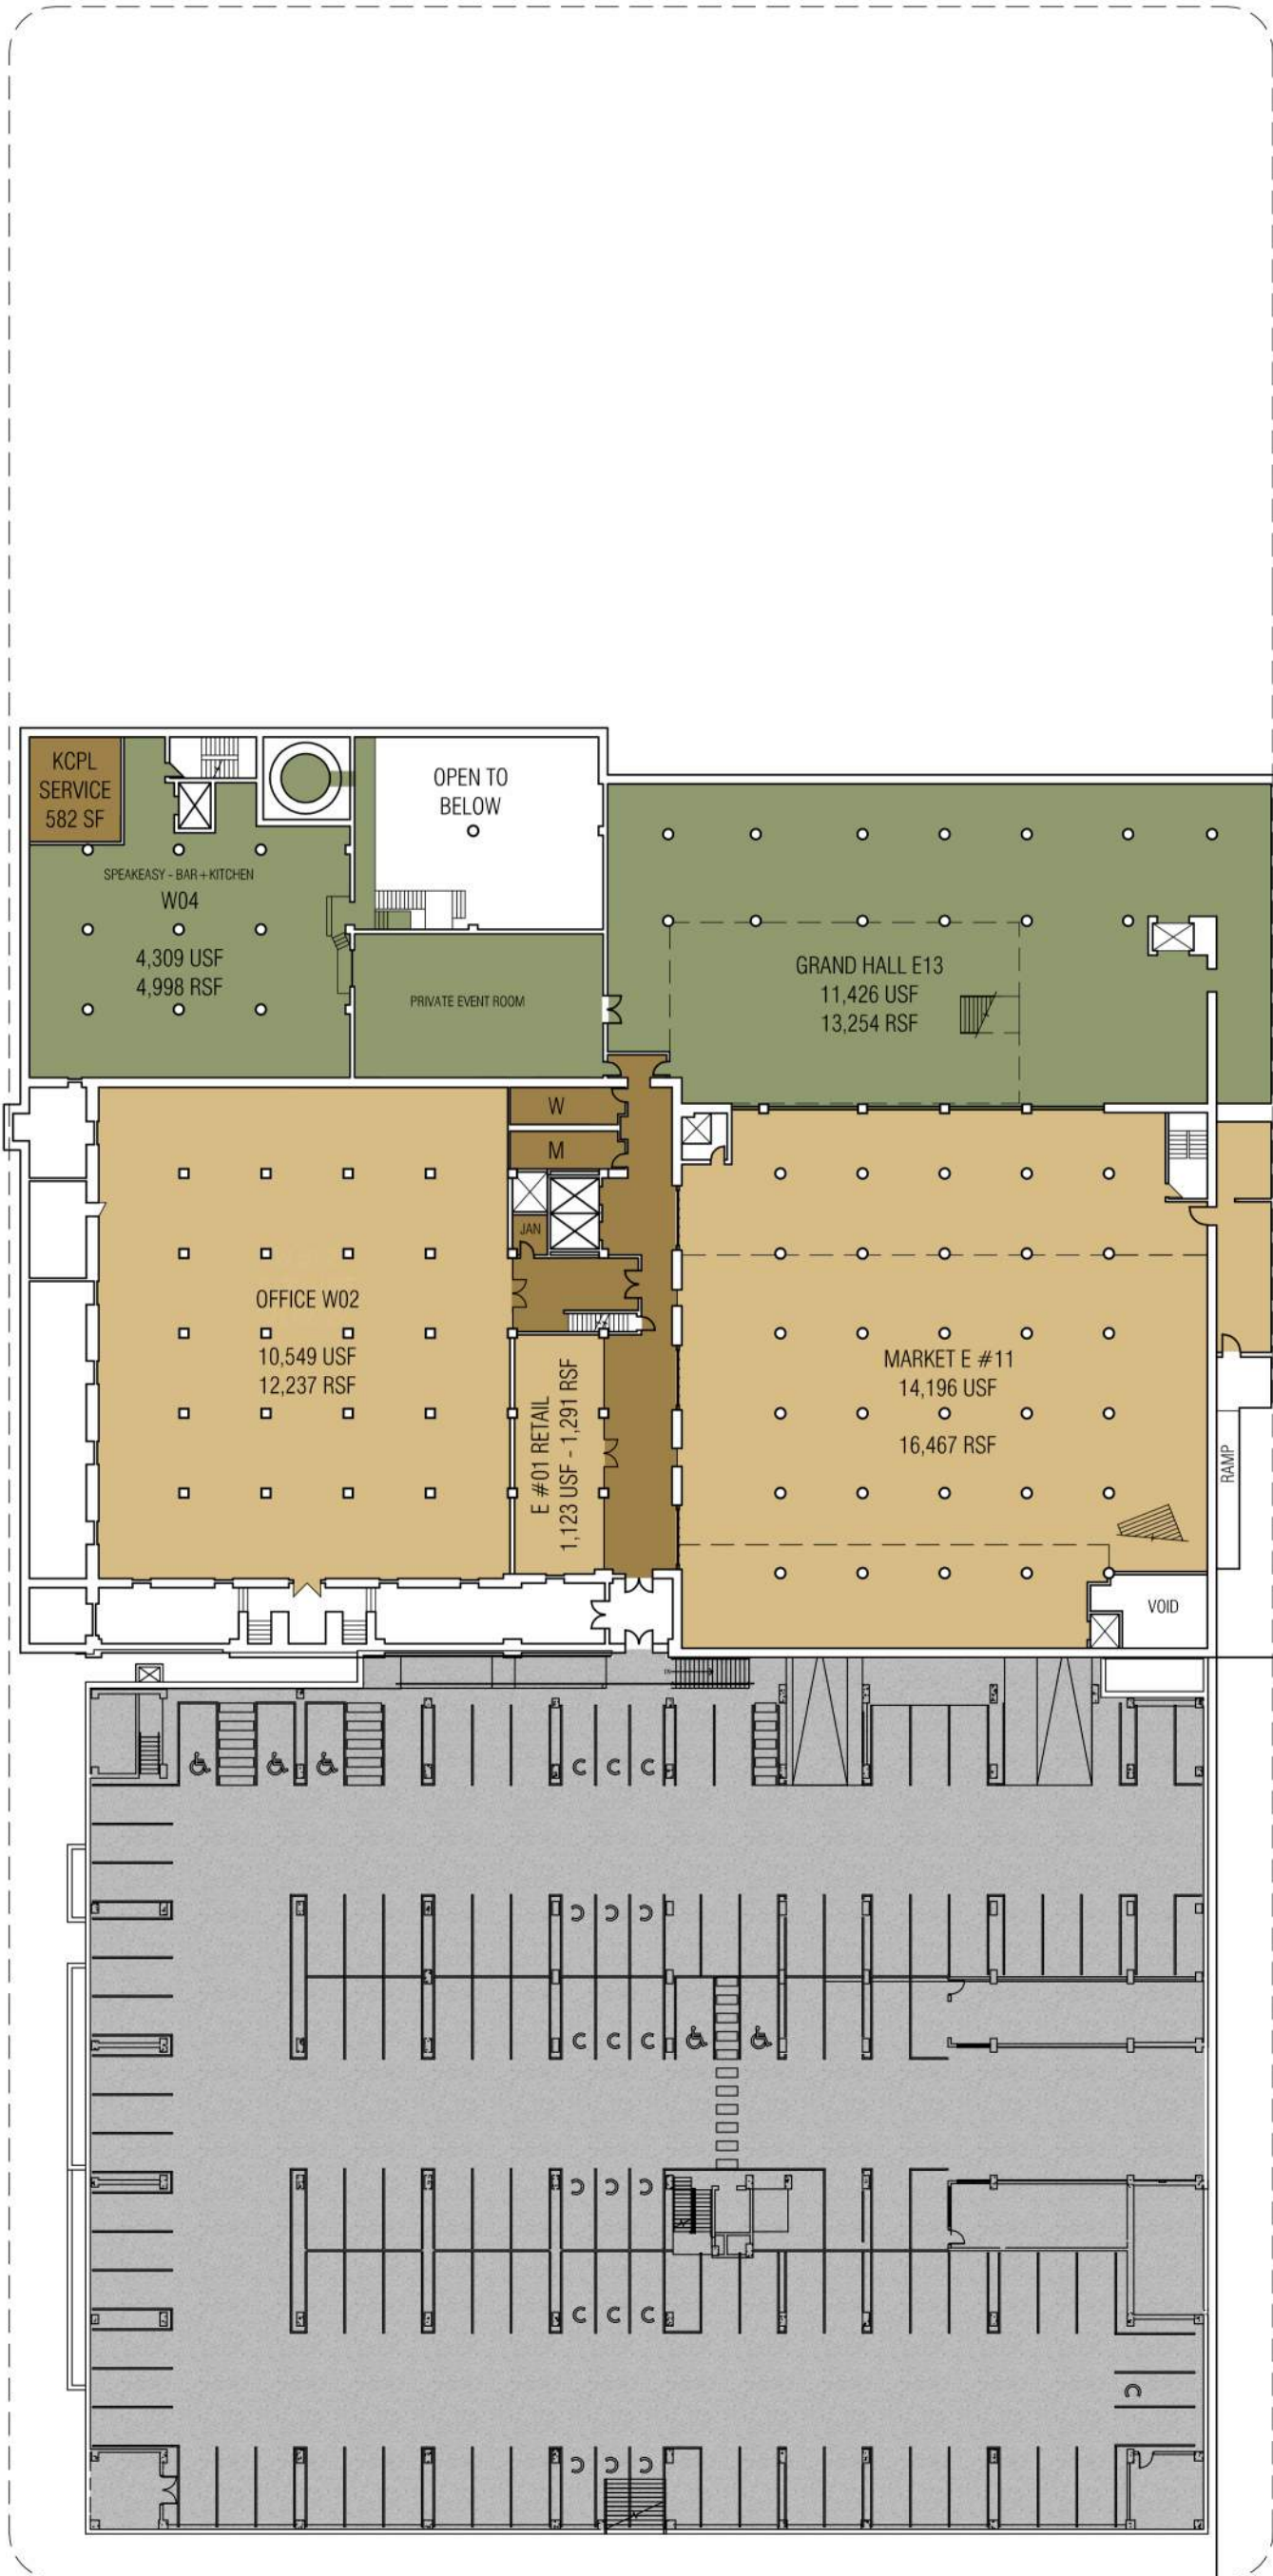 KCPL
SERVICE
582 SF
OPEN TO
BELOW
SPEAKEASY - BAR+KITCHEN
W04
4,309 USF
4,998 RSF
PRIVATE EVENT ROOM
GRAND HALL E13
11,426 USF
13,254 RSF
W
M
JAN
OFFICE W02
10,549 USF
12,237 RSF
E #01 RETAIL
1,123 USF - 1,291 RSF
MARKET E #11
14,196 USF
16,467 RSF
RAMP
VOID
C C C
C C C
C C C
C C C
C C C
C
C C C